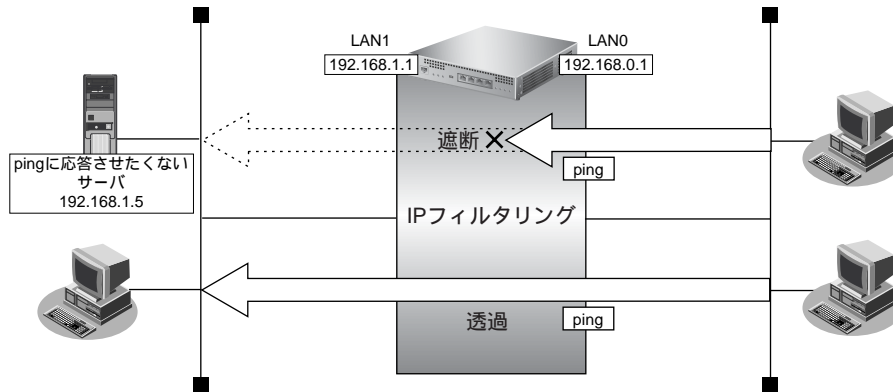 LAN1
LAN0
192.168.1.1
192.168.0.1
遮断
ping
pingに応答させたくない
サーバ
192.168.1.5
IPフィルタリング
透過
ping